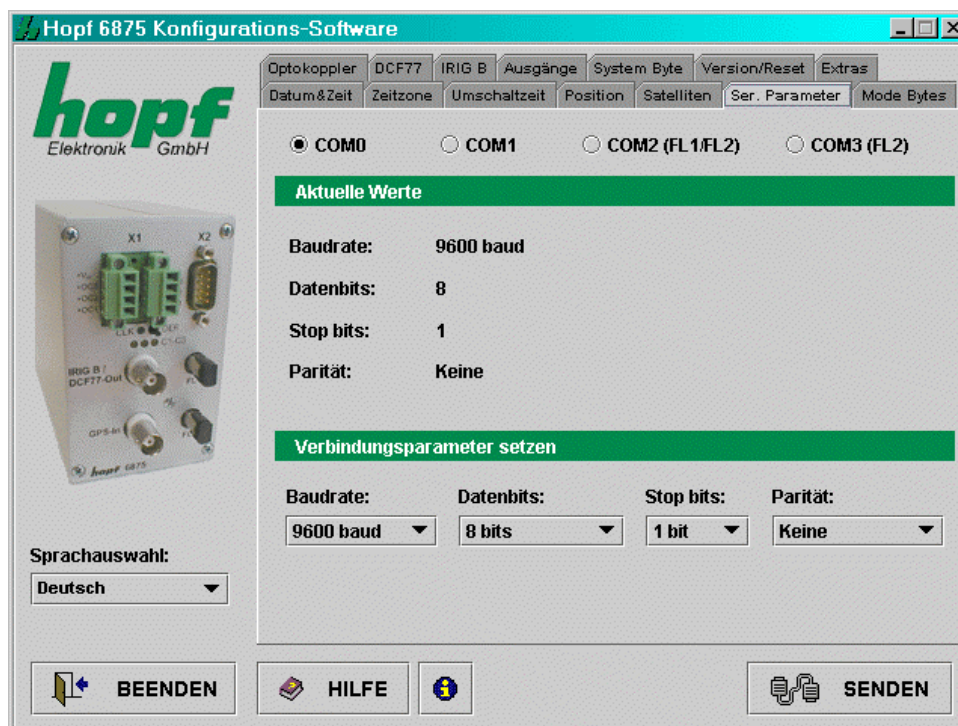 Hopf 6875 Konfigurations-Software
hopf
Elektronik GmbH
Optokoppler DCF77 IRIG B Ausgänge System Byte Version/Reset Extras
Datum&Zeit Zeitzone Umschaltzeit Position Satelliten Ser. Parameter Mode Bytes
COM0 COM1 COM2 (FL1/FL2) COM3 (FL2)
Aktuelle Werte
Baudrate: 9600 baud
Datenbits: 8
Stop bits: 1
Parität: Keine
X1 X2
CLK
C1-C3
IRIG B /
DCF77-Out
GPS-In
hopf 6875
Verbindungsparameter setzen
Baudrate: Datenbits: Stop bits: Parität:
9600 baud 8 bits 1 bit Keine
Sprachauswahl:
Deutsch
BEENDEN HILFE SENDEN